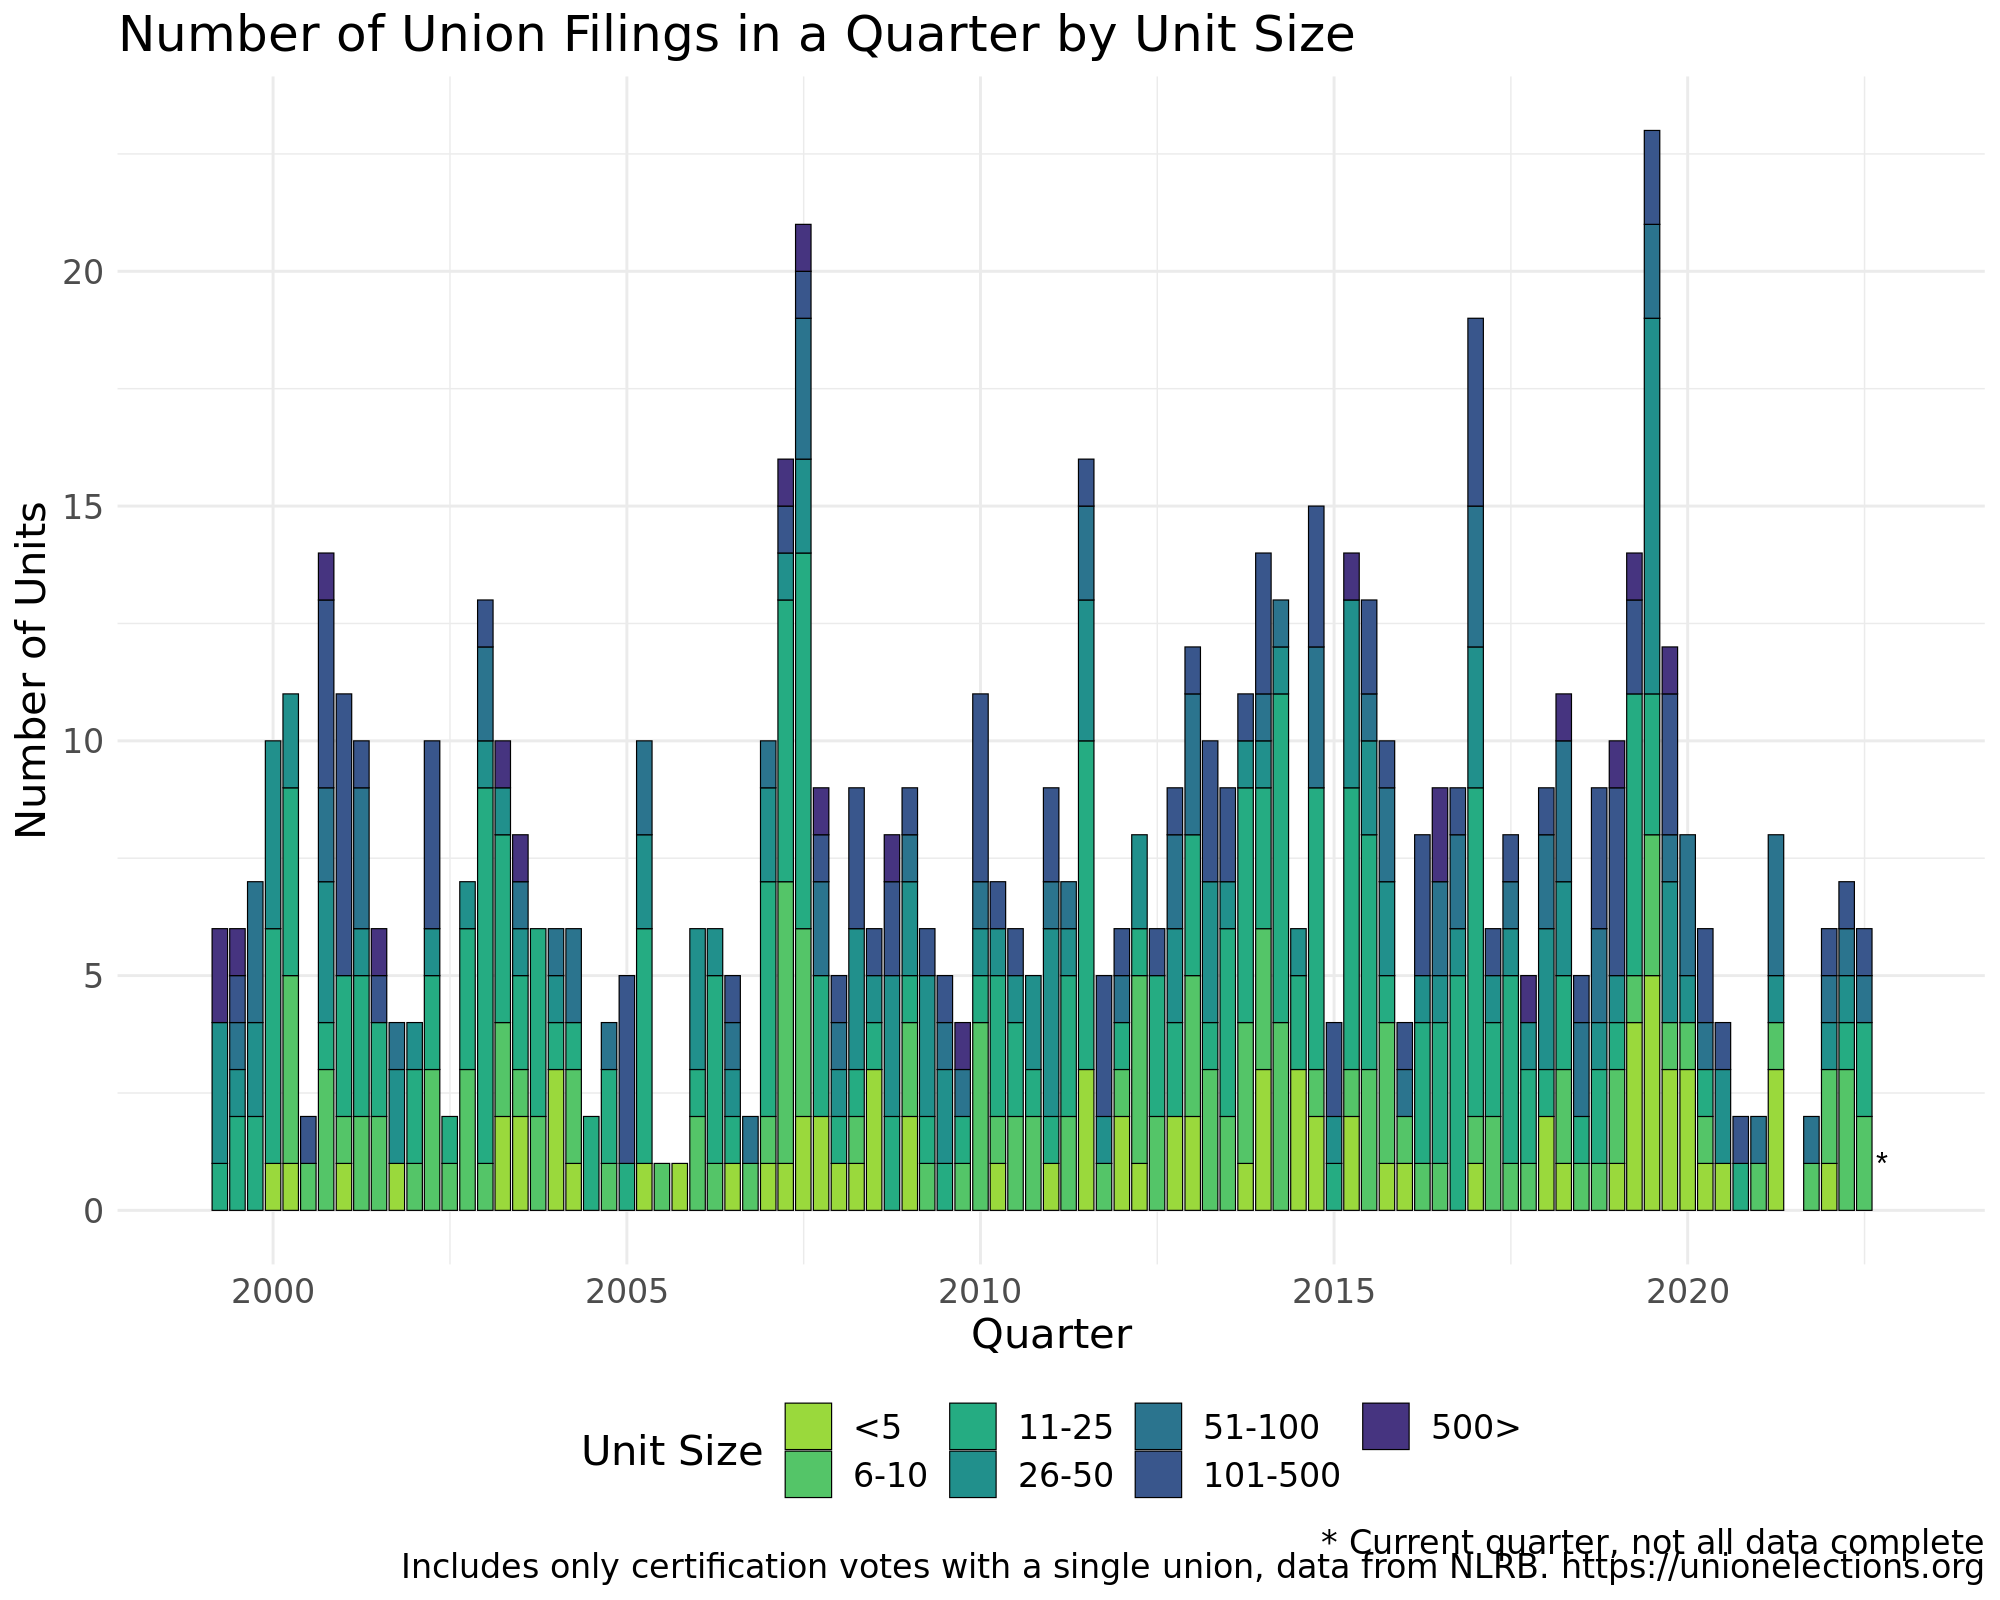 Number of Union Filings in a Quarter by Unit Size
Number of Units
20
15
10
5
0
*
2000 2005 2010 2015 2020
Quarter
Unit Size
<5 11-25 51-100 500>
6-10 26-50 101-500
* Current quarter, not all data complete
Includes only certification votes with a single union, data from NLRB. https://unionelections.org